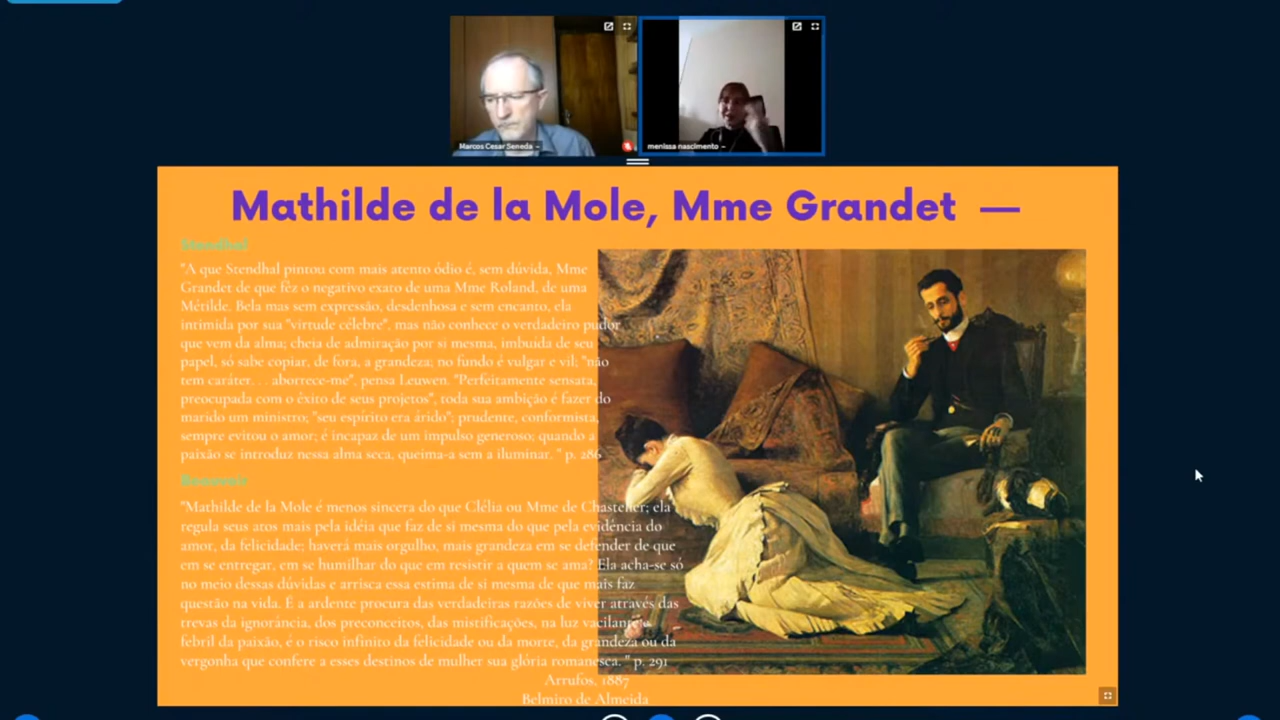 Marcos Cesar Seneda
menissa nascimento
Mathilde de la Mole, Mme Grandet —
Stendhal
"A que Stendhal pintou com mais atento ódio é, sem dúvida, Mme
Grandet de que fêz o negativo exato de uma Mme Roland, de uma
Métilde. Bela mas sem expressão, desdenhosa e sem encanto, ela
intimida por sua "virtude célebre", mas não conhece o verdadeiro pudor
que vem da alma; cheia de admiração por si mesma, imbuída de seu
papel, só sabe copiar, de fora, a grandeza; no fundo é vulgar e vil; "não
tem caráter. . . aborrece-me", pensa Leuwen. "Perfeitamente sensata,
preocupada com o êxito de seus projetos", toda sua ambição é fazer do
marido um ministro; "seu espírito era árido"; prudente, conformista,
sempre evitou o amor; é incapaz de um impulso generoso; quando a
paixão se introduz nessa alma seca, queima-a sem a iluminar. " p. 286
"Mathilde de la Mole é menos sincera do que Clélia ou Mme de Chasteller; ela
regula seus atos mais pela idéia que faz de si mesma do que pela evidência do
amor, da felicidade; haverá mais orgulho, mais grandeza em se defender de que
em se entregar, em se humilhar do que em resistir a quem se ama? Ela acha-se só
no meio dessas dúvidas e arrisca essa estima de si mesma de que mais faz
questão na vida. É a ardente procura das verdadeiras razões de viver através das
trevas da ignorância, dos preconceitos, das mistificações, na luz vacilante e
febril da paixão, é o risco infinito da felicidade ou da morte, da grandeza ou da
vergonha que confere a esses destinos de mulher sua glória romanesca. " p. 291
Arrufos, 1887
Belmiro de Almeida